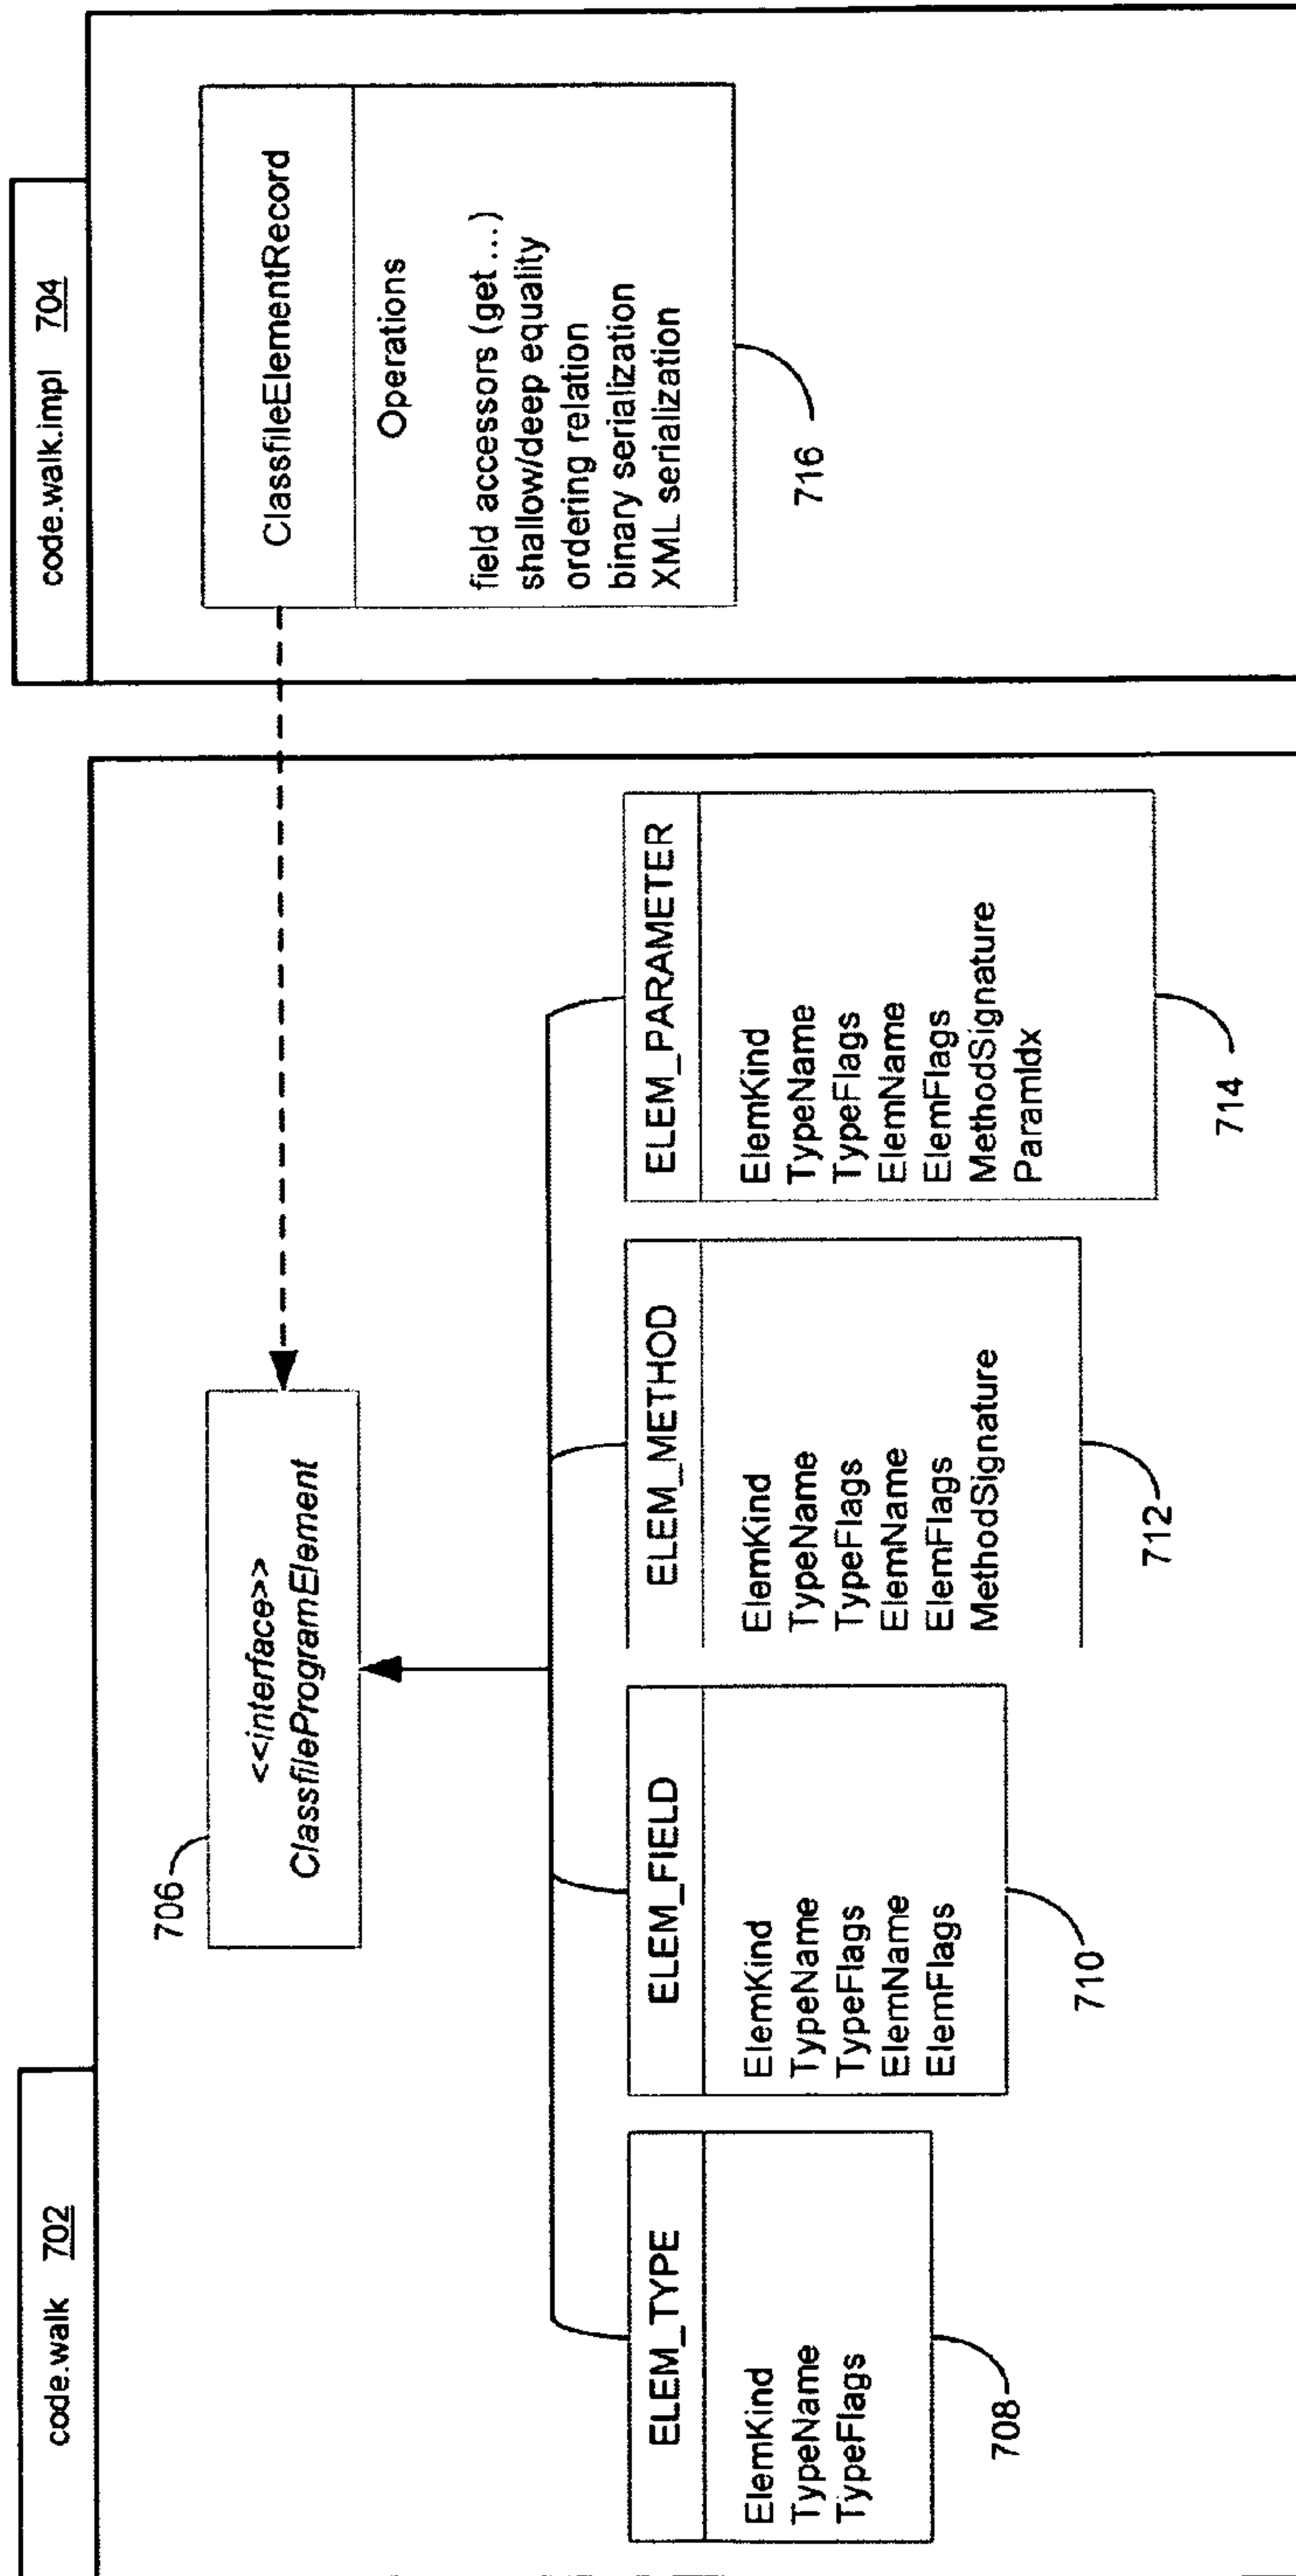 code.walk 702
706
<<interface>>
ClassfileProgramElement
ELEM_TYPE
ElemKind
TypeName
TypeFlags
708
ELEM_FIELD
ElemKind
TypeName
TypeFlags
ElemName
ElemFlags
710
ELEM_METHOD
ElemKind
TypeName
TypeFlags
ElemName
ElemFlags
MethodSignature
712
ELEM_PARAMETER
ElemKind
TypeName
TypeFlags
ElemName
ElemFlags
MethodSignature
ParamIdx
714
code.walk.impl 704
ClassfileElementRecord
Operations
field accessors (get ...)
shallow/deep equality
ordering relation
binary serialization
XML serialization
716